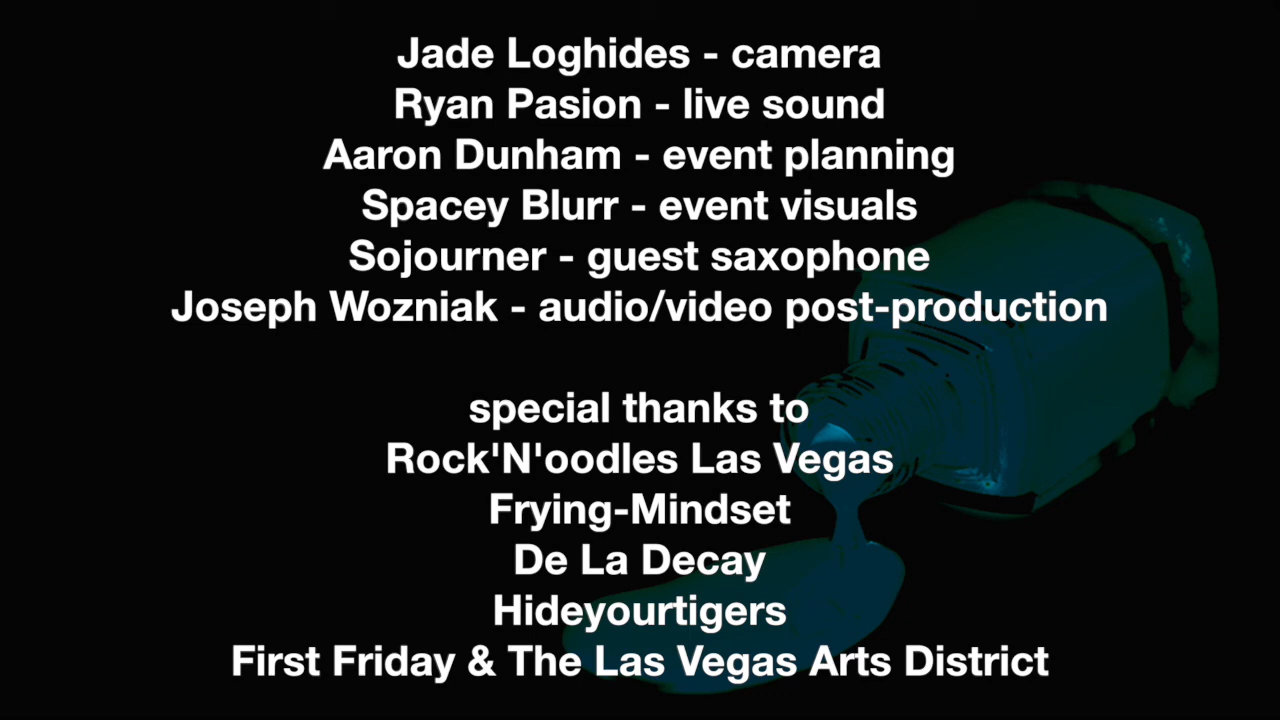 Jade Loghides - camera
Ryan Pasion - live sound
Aaron Dunham - event planning
Spacey Blurr - event visuals
Sojourner - guest saxophone
Joseph Wozniak - audio/video post-production
special thanks to
Rock'N'oodles Las Vegas
Frying-Mindset
De La Decay
Hideyourtigers
First Friday & The Las Vegas Arts District